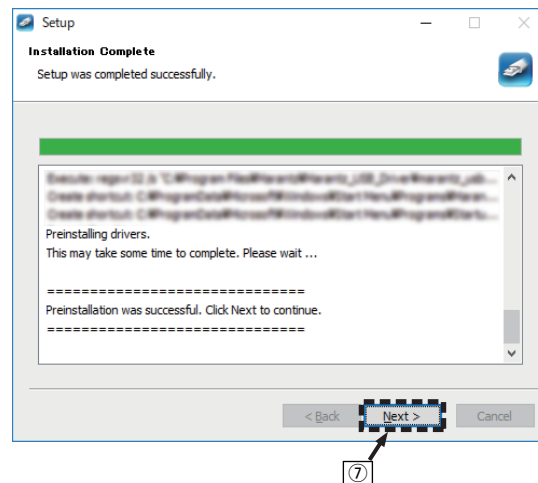 Setup
Installation Complete
Setup was completed successfully.
Preinstalling drivers.
This may take some time to complete. Please wait ...
==============================
Preinstallation was successful. Click Next to continue.
==============================
< Back Next > Cancel
⑦